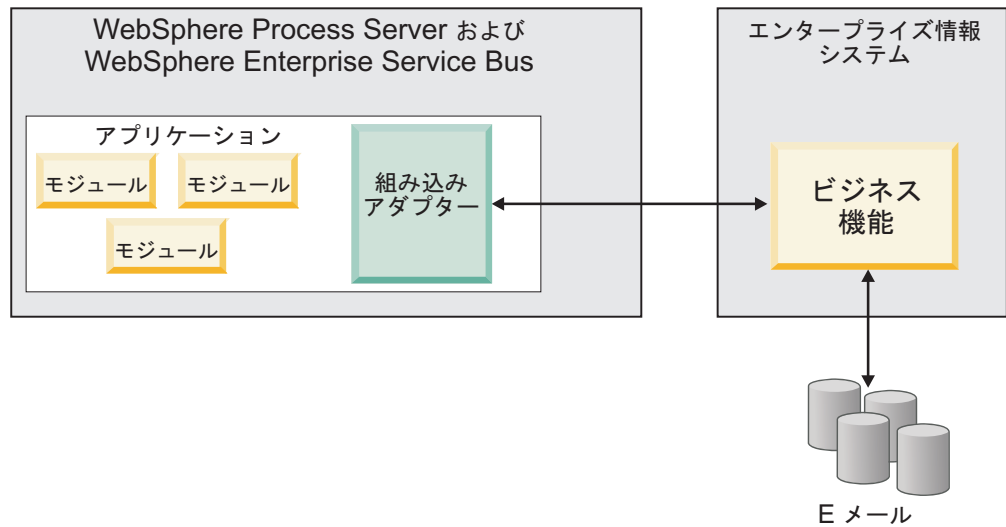 WebSphere Process Server および
WebSphere Enterprise Service Bus
アプリケーション
モジュール
モジュール
モジュール
組み込み
アダプター
エンタープライズ情報
システム
ビジネス
機能
E メール